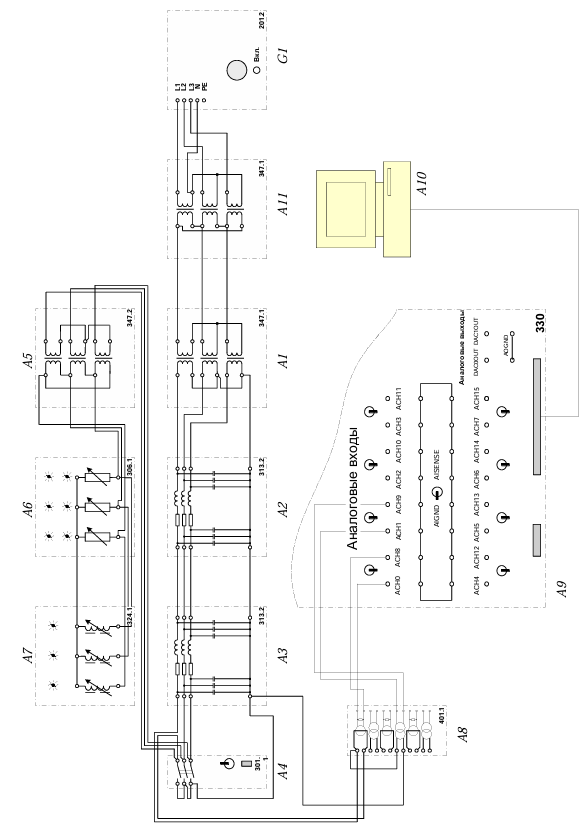 201.2
Вкл.
L1
L2
L3
N
PE
G1
347.1
A11
A10
347.2
A5
347.1
A1
306.1
A6
313.2
A2
324.1
A7
313.2
A3
301.1
A4
401.1
A8
330
A9
Аналоговые входы
ACH0
ACH8
ACH1
ACH9
ACH2
ACH10
ACH3
ACH11
AIGND
AISENSE
ACH4
ACH12
ACH5
ACH13
ACH6
ACH14
ACH7
ACH15
Аналоговые выходы
DAC0OUT
DAC1OUT
AOGND